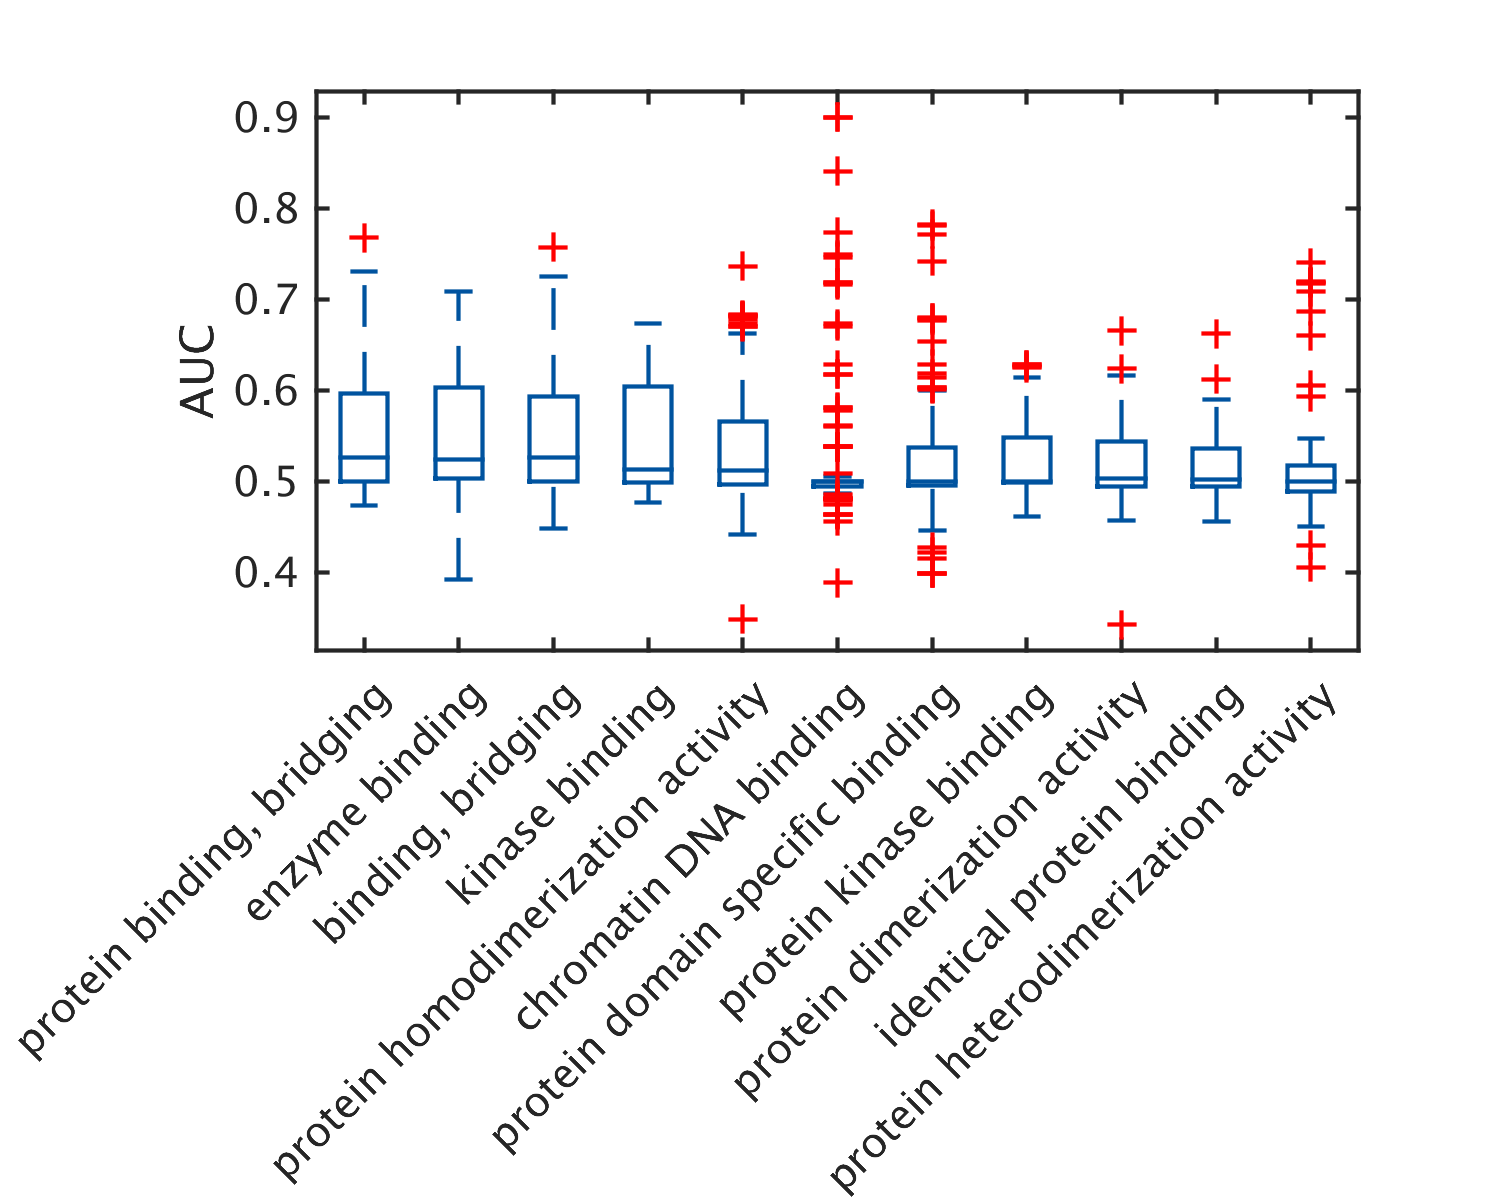 0.9
0.8
0.7
0.6
0.5
0.4
AUC
protein binding, bridging
enzyme binding
binding, bridging
kinase binding
protein homodimerization activity
chromatin DNA binding
protein domain specific binding
protein kinase binding
protein dimerization activity
identical protein binding
protein heterodimerization activity